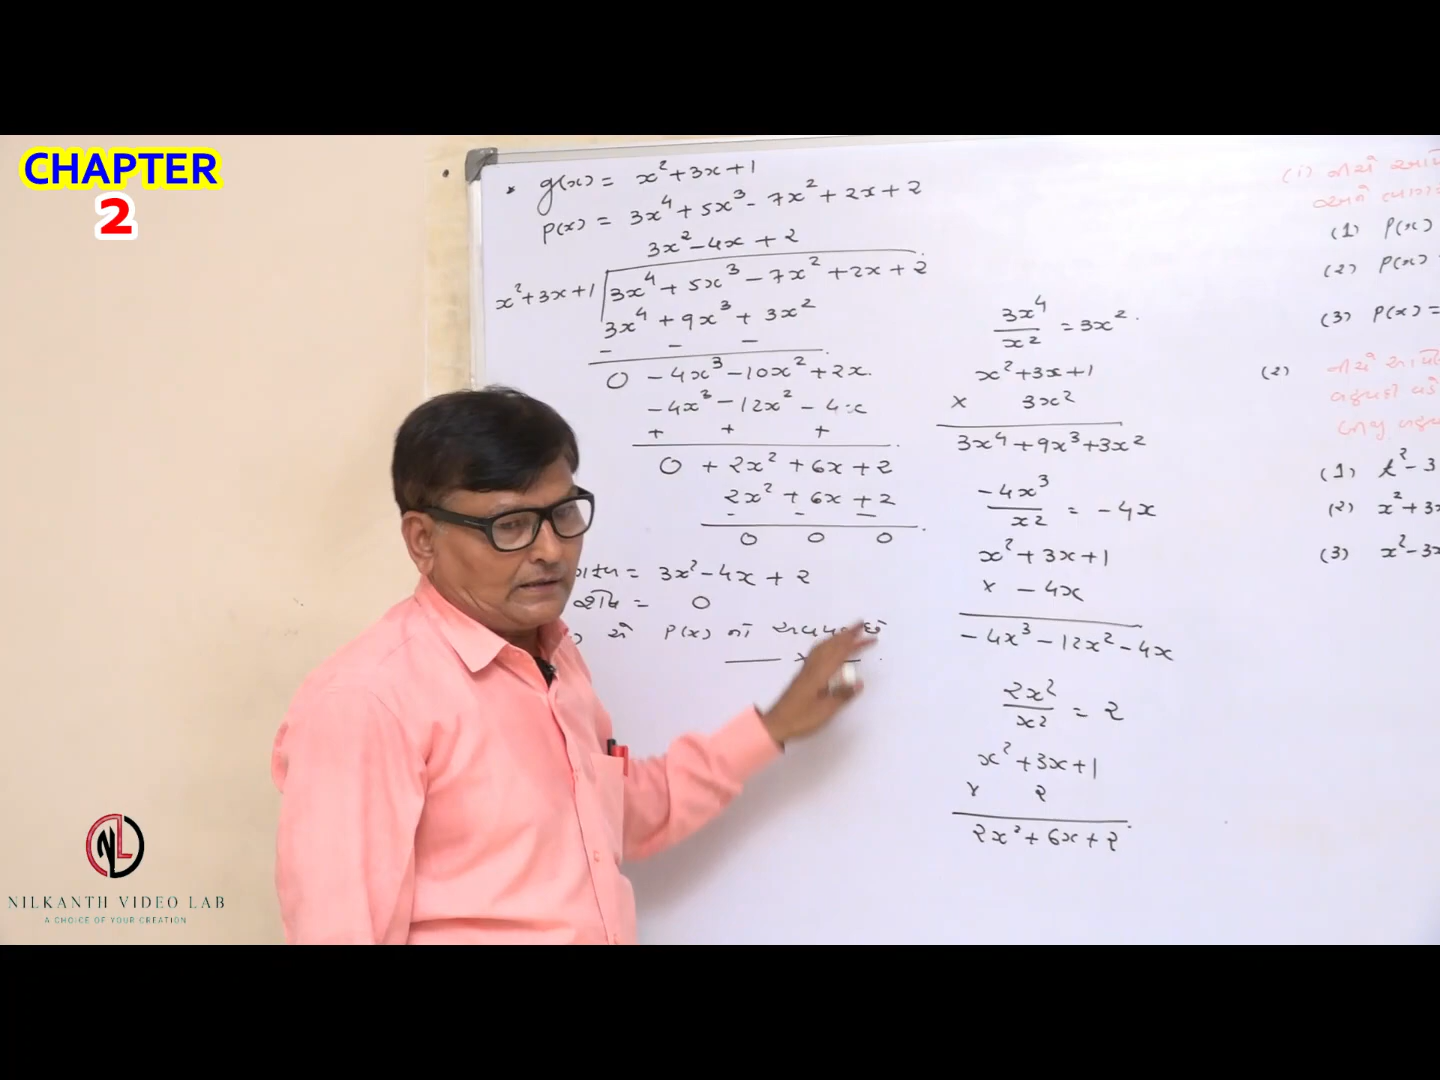 CHAPTER
2
g(x) = x²+3x+1
P(x) = 3x⁴+5x³-7x²+2x+2
3x²-4x+2
x²+3x+1 3x⁴+5x³-7x²+2x+2
3x⁴+9x³+3x²
- - -
0 -4x³-10x²+2x
-4x³-12x²-4x
+ + +
0 +2x²+6x+2
2x²+6x+2
- - -
0 0 0
= 3x²-4x+2
= 0
P(x) નો
x
3x⁴/x² = 3x²
x²+3x+1
x 3x²
3x⁴+9x³+3x²
-4x³/x² = -4x
x²+3x+1
x -4x
-4x³-12x²-4x
2x²/x² = 2
x²+3x+1
x 2
2x²+6x+2
(1) નીચે
(1) P(x)
(2) P(x)
(3) P(x) =
(2) નીચે
(1) t²-3
(2) x²+3x
(3) x²-3x
NL
NILKANTH VIDEO LAB
A CHOICE OF YOUR CREATION